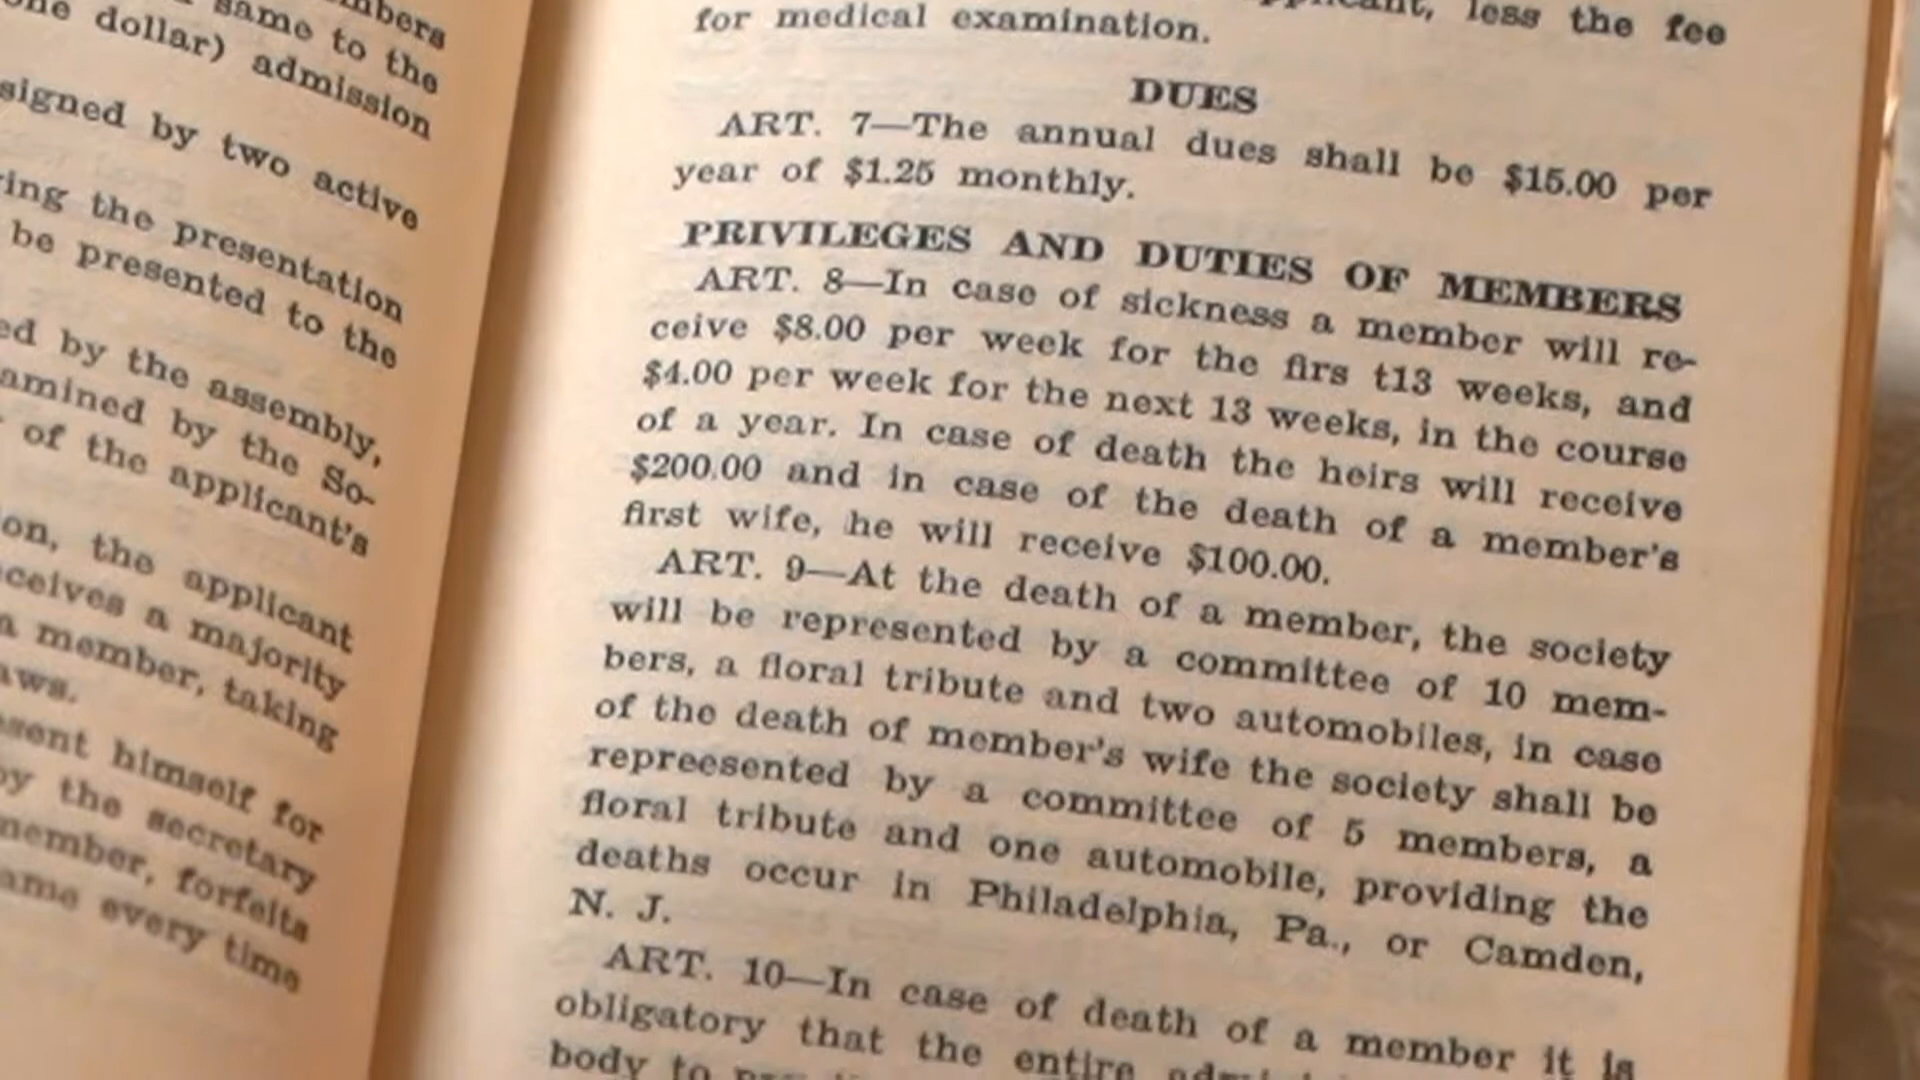 mbers
same to the
one dollar) admission
signed by two active
the presentation
be presented to the
by the assembly,
by the So-
of the applicant's
on, the applicant
a majority
a member, taking
himself for
by the secretary
member, forfeits
every time
less the fee
for medical examination.
DUES
ART. 7—The annual dues shall be $15.00 per
year of $1.25 monthly.
PRIVILEGES AND DUTIES OF MEMBERS
ART. 8—In case of sickness a member will re-
ceive $8.00 per week for the firs t13 weeks, and
$4.00 per week for the next 13 weeks, in the course
of a year. In case of death the heirs will receive
$200.00 and in case of the death of a member's
first wife, he will receive $100.00.
ART. 9—At the death of a member, the society
will be represented by a committee of 10 mem-
bers, a floral tribute and two automobiles, in case
of the death of member's wife the society shall be
repreesented by a committee of 5 members, a
floral tribute and one automobile, providing the
deaths occur in Philadelphia, Pa., or Camden,
N. J.
ART. 10—In case of death of a member it is
obligatory that the entire
body to